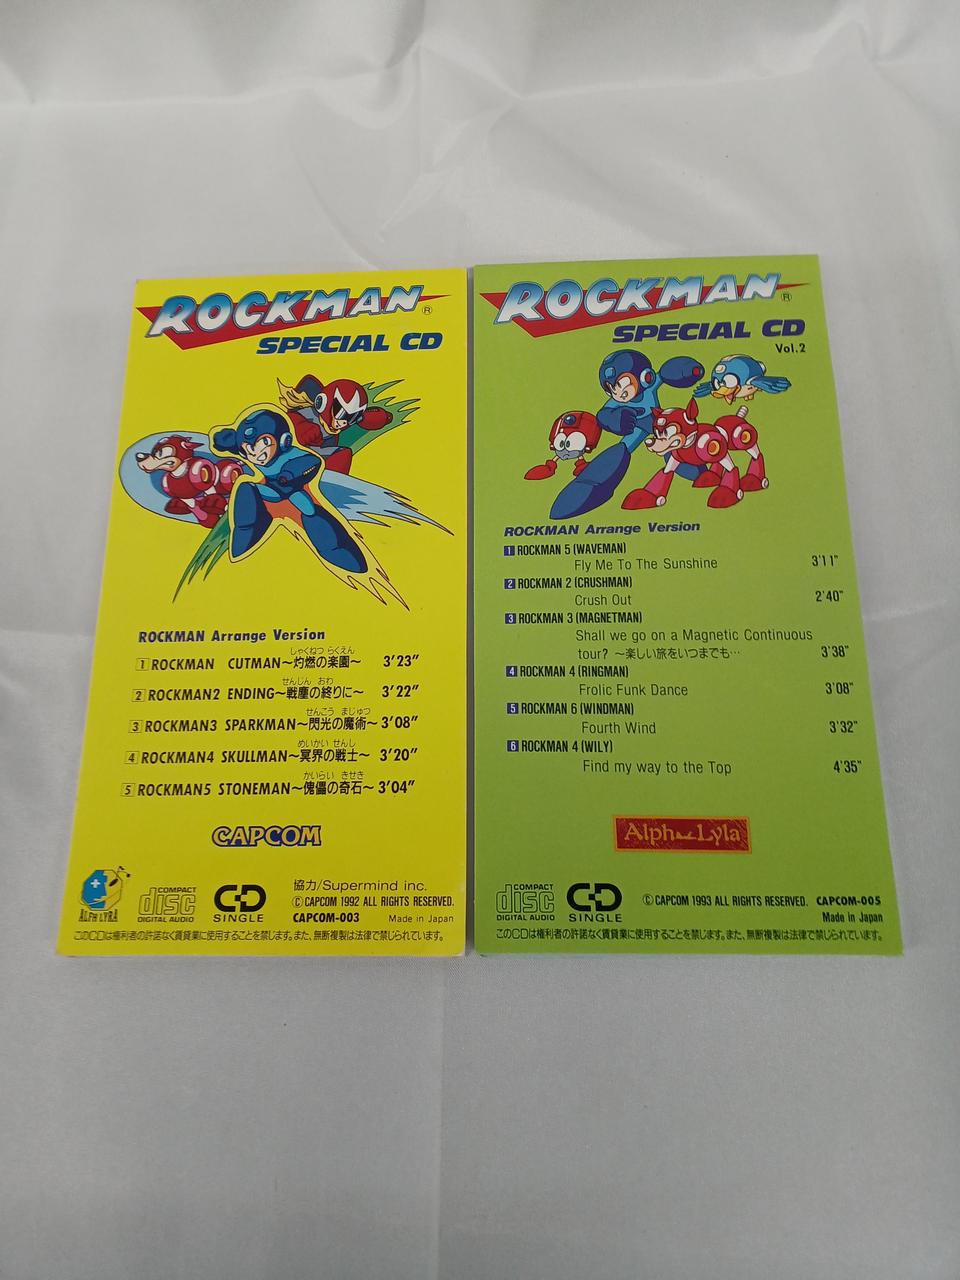 ROCKMAN ®
SPECIAL CD
ROCKMAN Arrange Version
しゃくねつ らくえん
1 ROCKMAN CUTMAN〜灼燃の楽園〜 3'23"
せんじん おわ
2 ROCKMAN2 ENDING〜戦塵の終りに〜 3'22"
せんこう まじゅつ
3 ROCKMAN3 SPARKMAN〜閃光の魔術〜 3'08"
めいかい せんし
4 ROCKMAN4 SKULLMAN〜冥界の戦士〜 3'20"
かいらい きせき
5 ROCKMAN5 STONEMAN〜傀儡の奇石〜 3'04"
CAPCOM
ALFH LYRA
COMPACT
disc
DIGITAL AUDIO
CD
SINGLE
協力/Supermind inc.
© CAPCOM 1992 ALL RIGHTS RESERVED.
CAPCOM-003 Made in Japan
このCDは権利者の許諾なく賃貸業に使用することを禁じます。また、無断複製は法律で禁じられています。
ROCKMAN ®
SPECIAL CD
Vol.2
ROCKMAN Arrange Version
1 ROCKMAN 5 (WAVEMAN)
Fly Me To The Sunshine 3'11"
2 ROCKMAN 2 (CRUSHMAN)
Crush Out 2'40"
3 ROCKMAN 3 (MAGNETMAN)
Shall we go on a Magnetic Continuous
tour? 〜楽しい旅をいつまでも… 3'38"
4 ROCKMAN 4 (RINGMAN)
Frolic Funk Dance 3'08"
5 ROCKMAN 6 (WINDMAN)
Fourth Wind 3'32"
6 ROCKMAN 4 (WILY)
Find my way to the Top 4'35"
Alph Lyla
COMPACT
disc
DIGITAL AUDIO
CD
SINGLE
© CAPCOM 1993 ALL RIGHTS RESERVED. CAPCOM-005
Made in Japan
このCDは権利者の許諾なく賃貸業に使用することを禁じます。また、無断複製は法律で禁じられています。